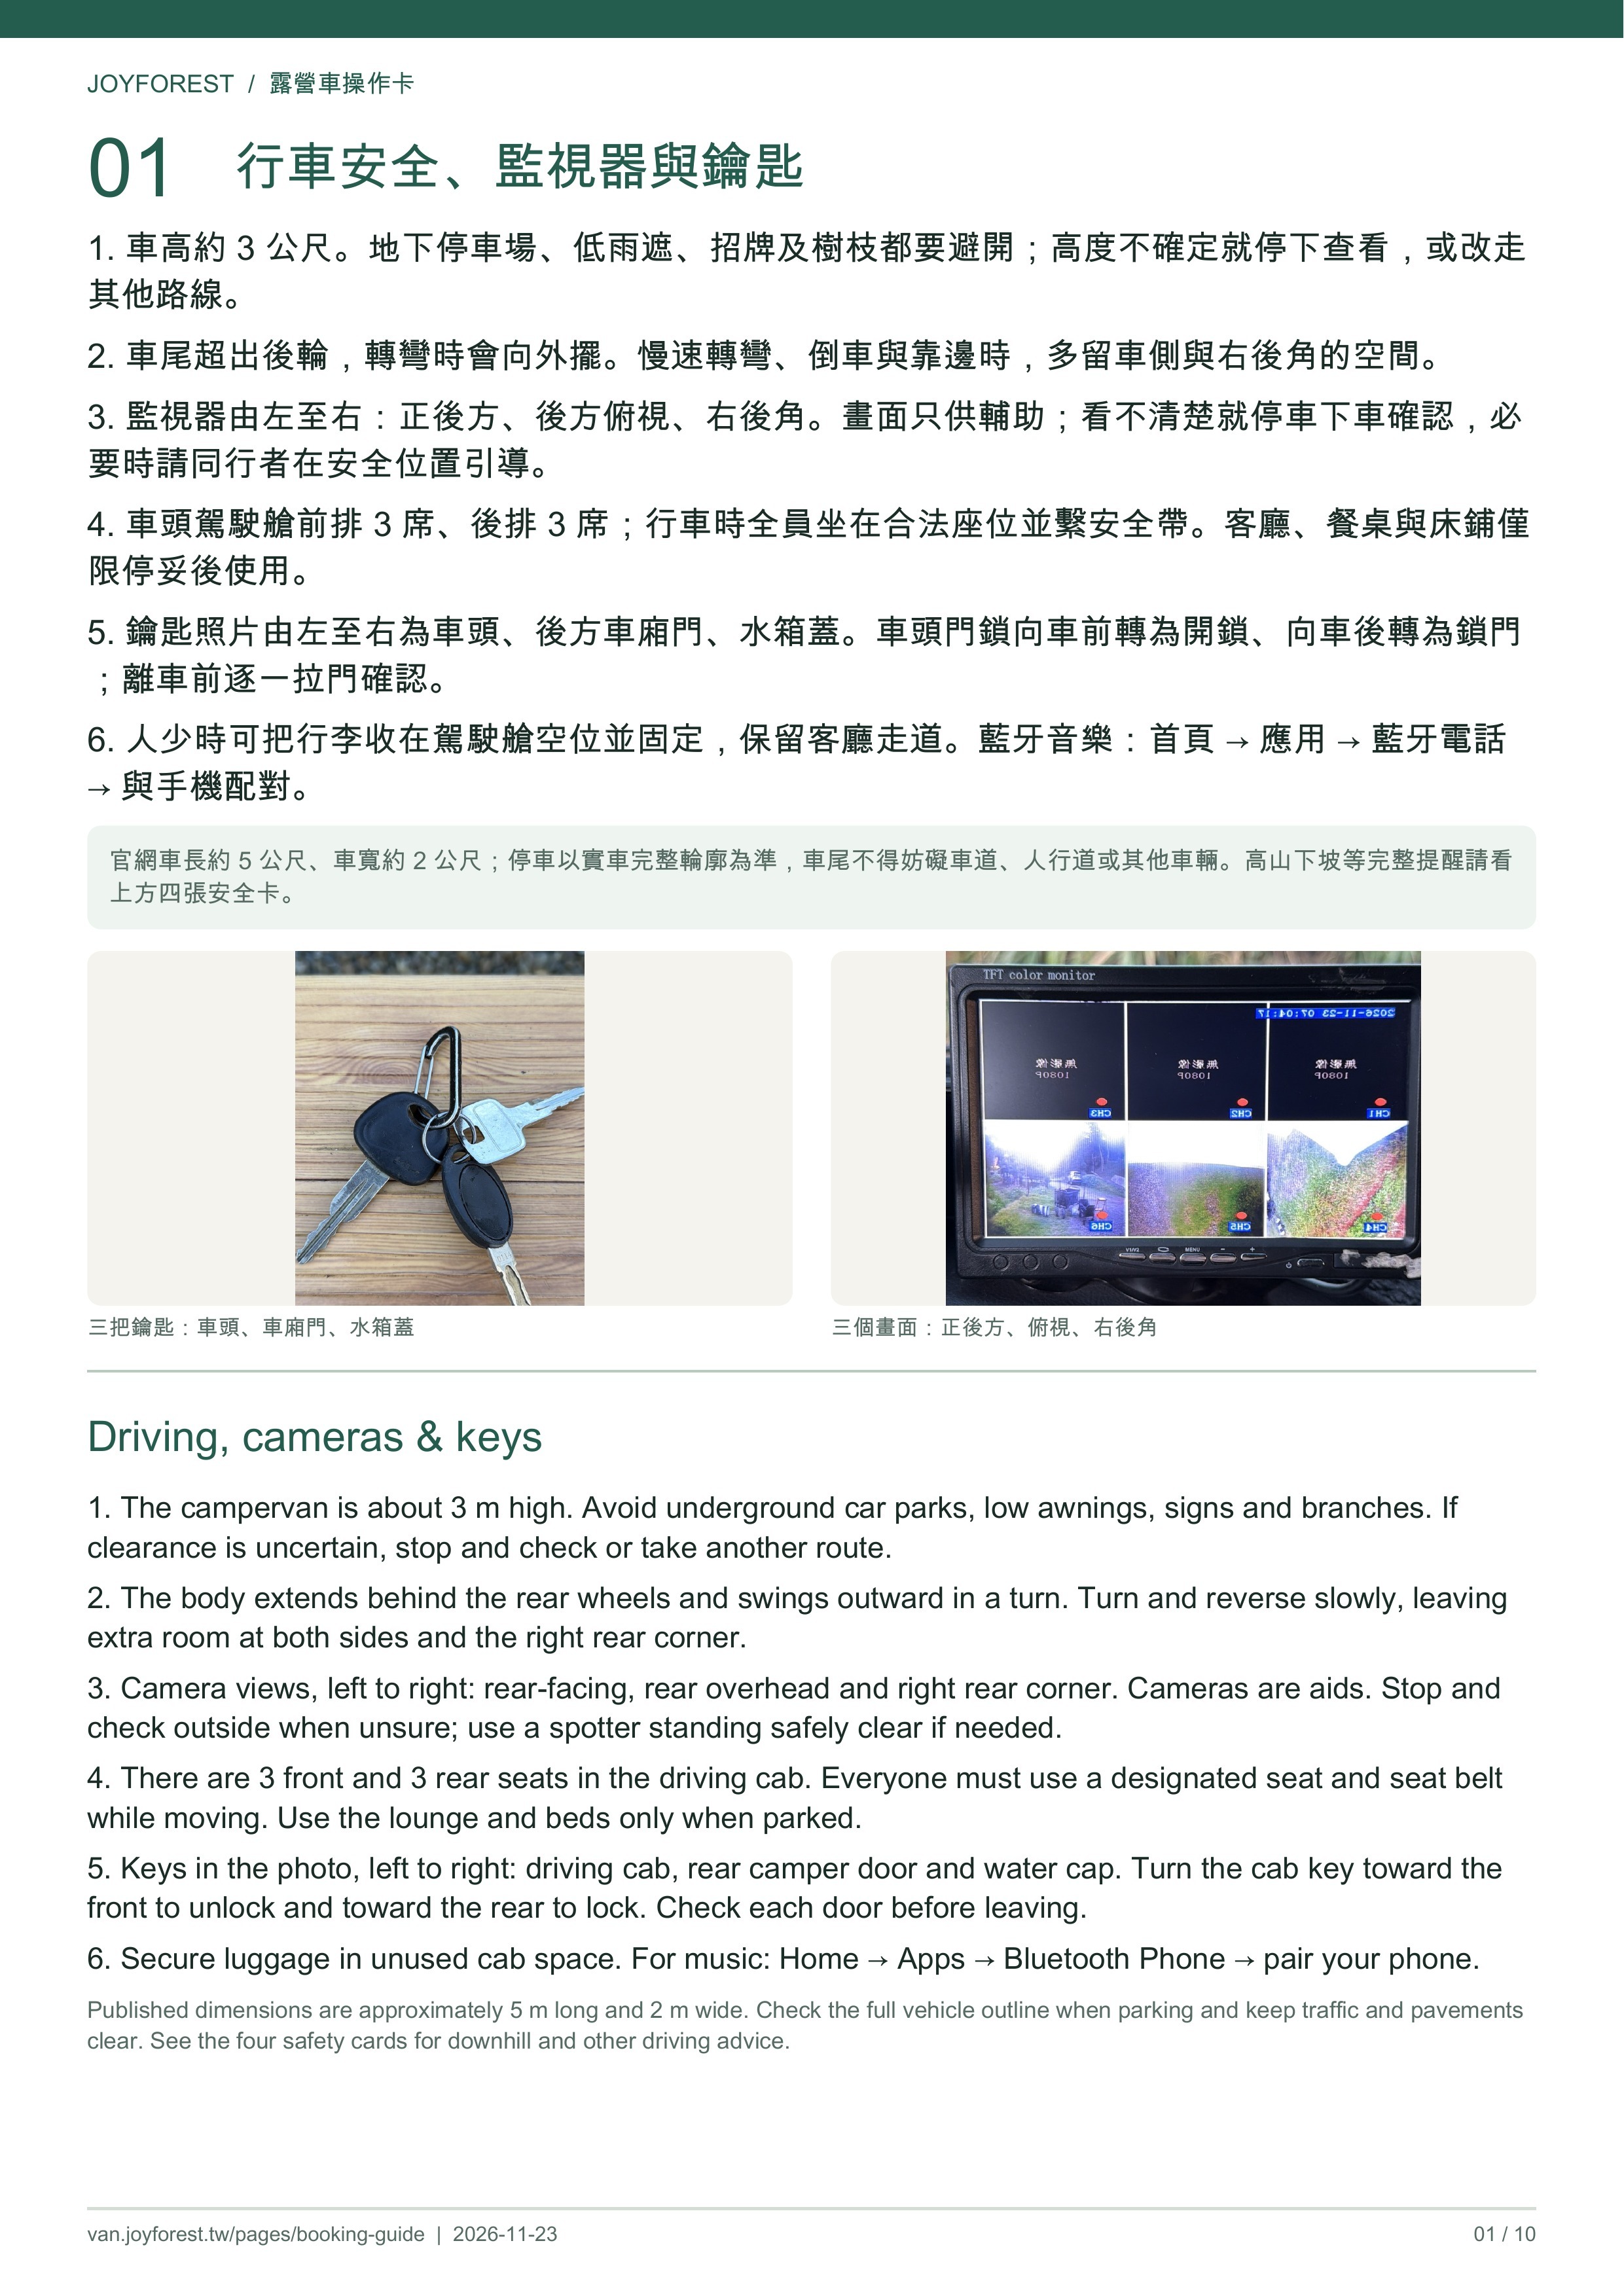 JOYFOREST / 露營車操作卡
01 行車安全、監視器與鑰匙
1. 車高約 3 公尺。地下停車場、低雨遮、招牌及樹枝都要避開；高度不確定就停下查看，或改走
其他路線。
2. 車尾超出後輪，轉彎時會向外擺。慢速轉彎、倒車與靠邊時，多留車側與右後角的空間。
3. 監視器由左至右：正後方、後方俯視、右後角。畫面只供輔助；看不清楚就停車下車確認，必
要時請同行者在安全位置引導。
4. 車頭駕駛艙前排 3 席、後排 3 席；行車時全員坐在合法座位並繫安全帶。客廳、餐桌與床鋪僅
限停妥後使用。
5. 鑰匙照片由左至右為車頭、後方車廂門、水箱蓋。車頭門鎖向車前轉為開鎖、向車後轉為鎖門
；離車前逐一拉門確認。
6. 人少時可把行李收在駕駛艙空位並固定，保留客廳走道。藍牙音樂：首頁 → 應用 → 藍牙電話
→ 與手機配對。
官網車長約 5 公尺、車寬約 2 公尺；停車以實車完整輪廓為準，車尾不得妨礙車道、人行道或其他車輛。高山下坡等完整提醒請看
上方四張安全卡。
TFT color monitor
2026-11-23 07:04:17
無影像 無影像 無影像
1080P 1080P 1080P
CH3 CH2 CH1
CH6 CH5 CH4
V1/V2 MENU - +
三把鑰匙：車頭、車廂門、水箱蓋
三個畫面：正後方、俯視、右後角
Driving, cameras & keys
1. The campervan is about 3 m high. Avoid underground car parks, low awnings, signs and branches. If
clearance is uncertain, stop and check or take another route.
2. The body extends behind the rear wheels and swings outward in a turn. Turn and reverse slowly, leaving
extra room at both sides and the right rear corner.
3. Camera views, left to right: rear-facing, rear overhead and right rear corner. Cameras are aids. Stop and
check outside when unsure; use a spotter standing safely clear if needed.
4. There are 3 front and 3 rear seats in the driving cab. Everyone must use a designated seat and seat belt
while moving. Use the lounge and beds only when parked.
5. Keys in the photo, left to right: driving cab, rear camper door and water cap. Turn the cab key toward the
front to unlock and toward the rear to lock. Check each door before leaving.
6. Secure luggage in unused cab space. For music: Home → Apps → Bluetooth Phone → pair your phone.
Published dimensions are approximately 5 m long and 2 m wide. Check the full vehicle outline when parking and keep traffic and pavements
clear. See the four safety cards for downhill and other driving advice.
van.joyforest.tw/pages/booking-guide | 2026-11-23
01 / 10